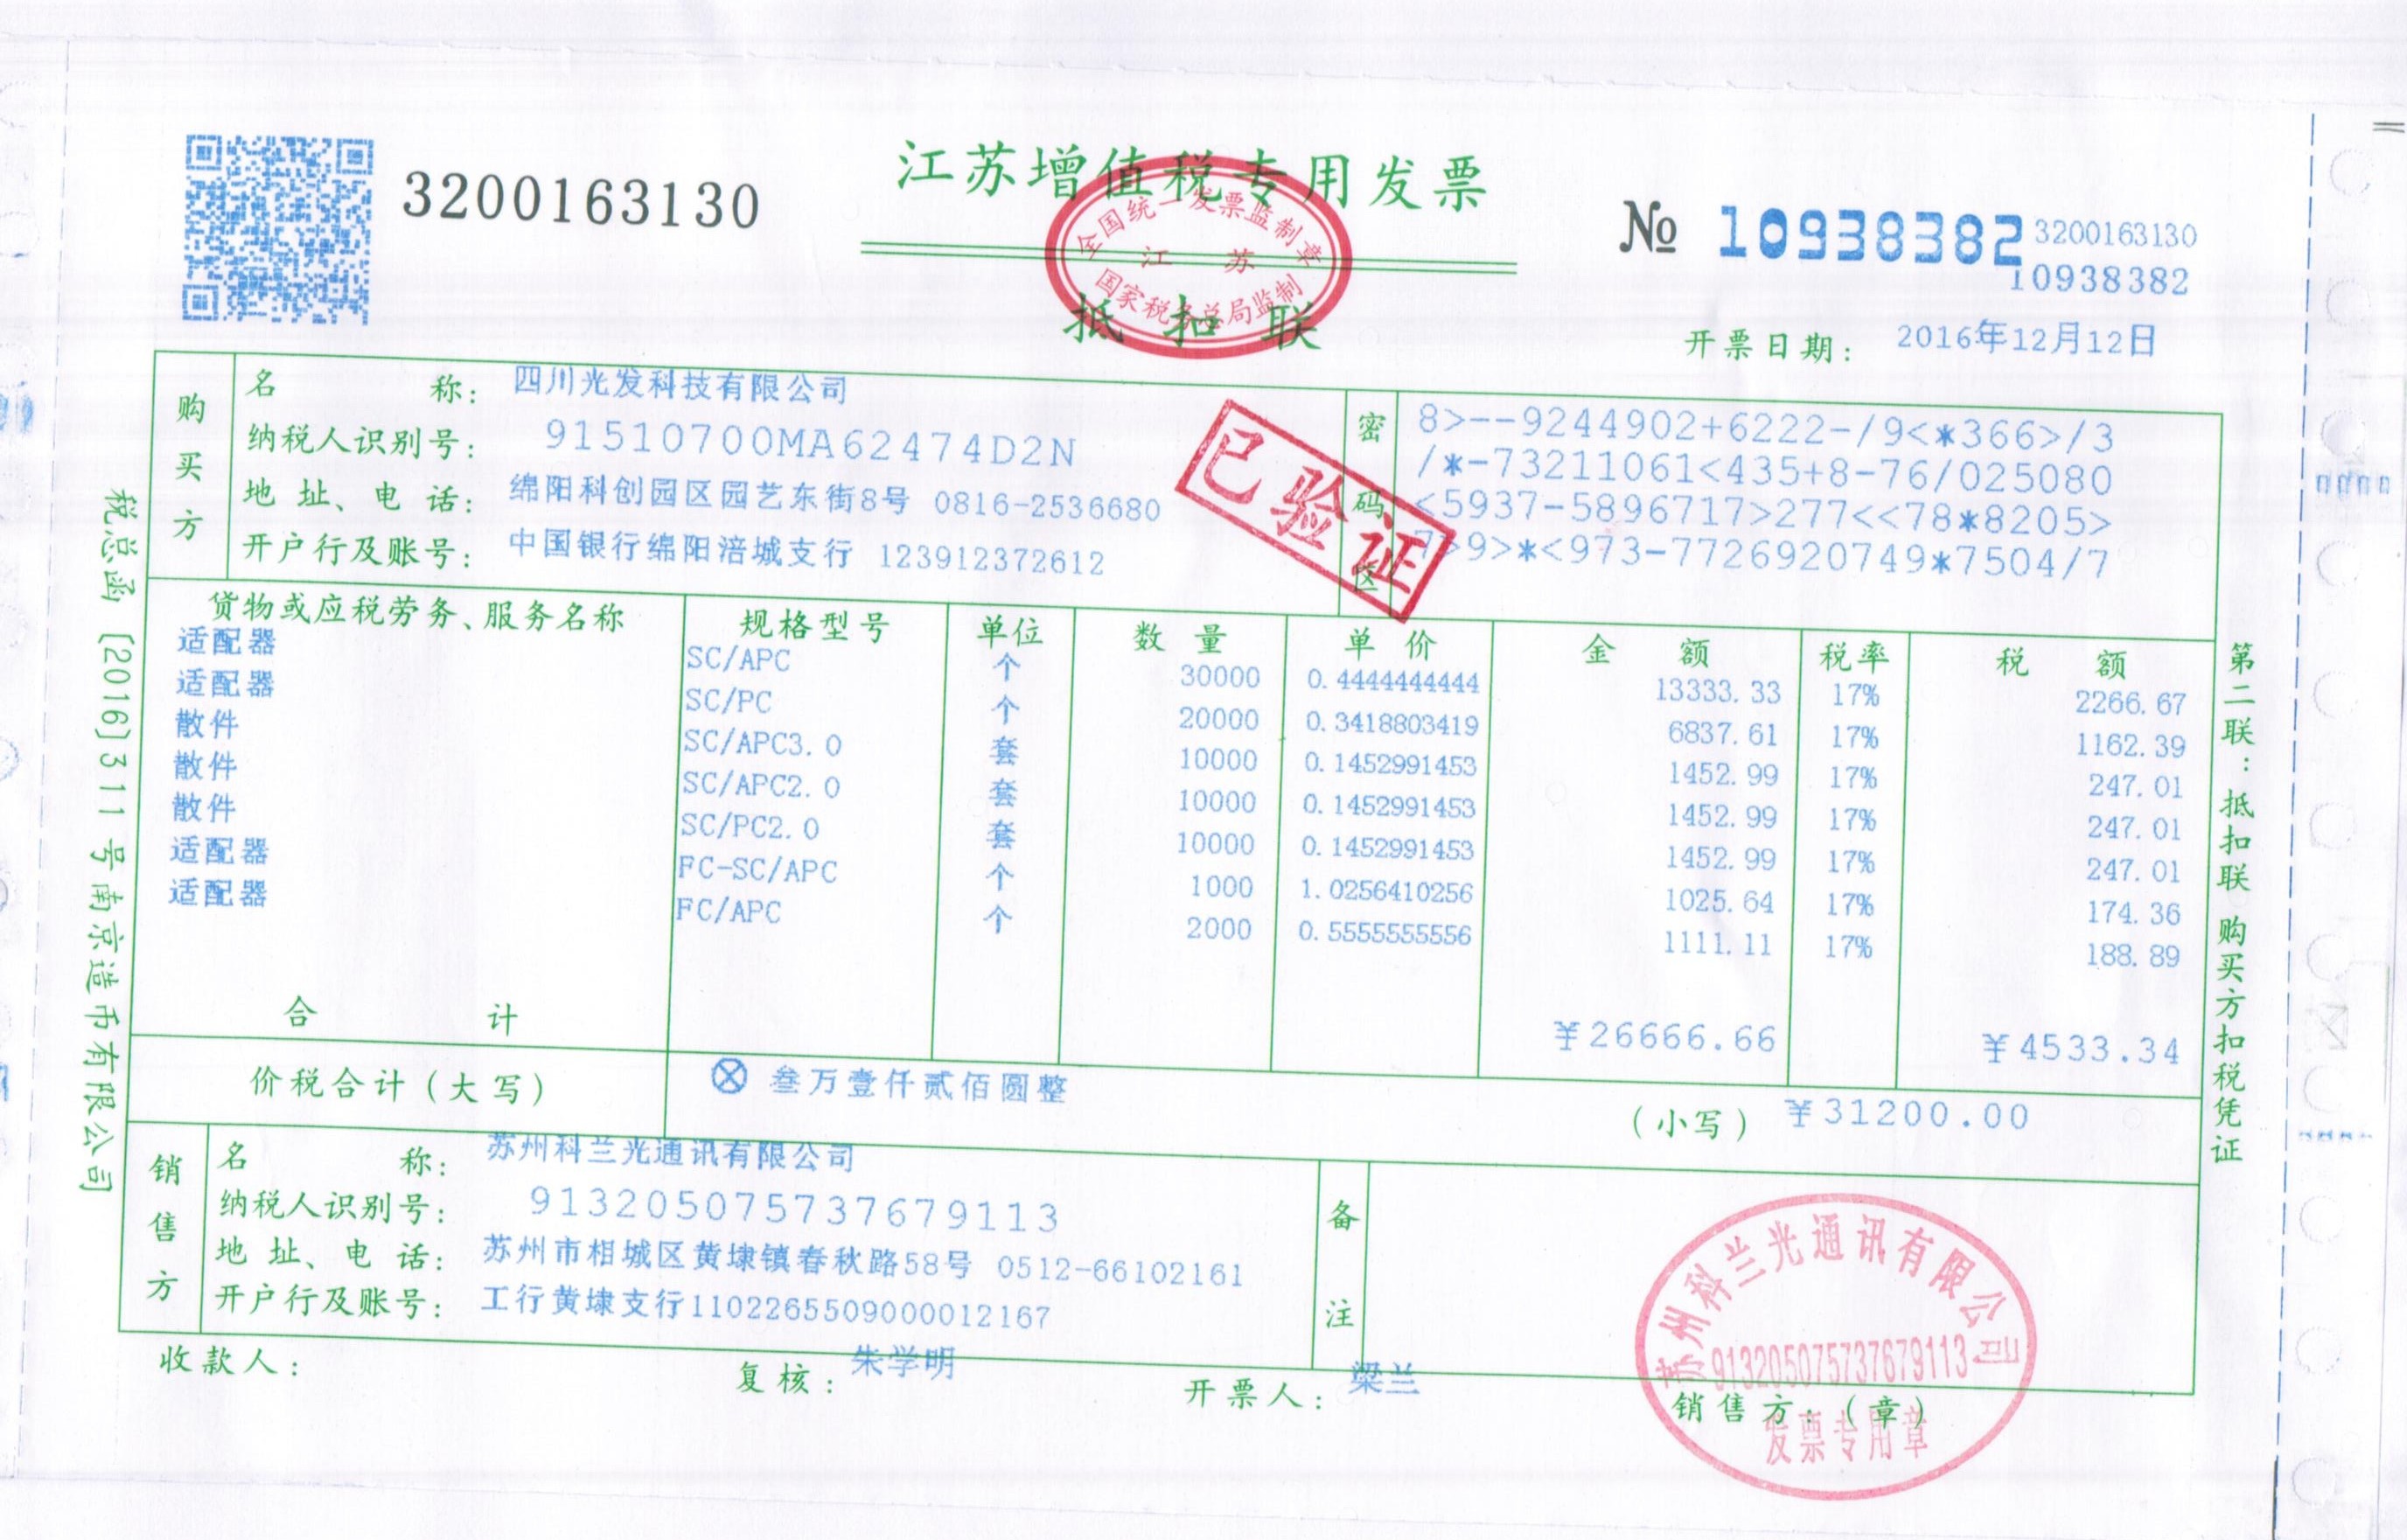 3200163130
江苏增值税专用发票
全国统一发票监制章
江 苏
国家税务总局监制
抵 扣 联
№ 10938382
3200163130
10938382
开票日期: 2016年12月12日
购买方
名 称: 四川光发科技有限公司
纳税人识别号: 91510700MA62474D2N
地 址、电 话: 绵阳科创园区园艺东街8号 0816-2536680
开户行及账号: 中国银行绵阳涪城支行 123912372612
已验证
密码区
8>--9244902+6222-/9<*366>/3
/*-73211061<435+8-76/025080
<5937-5896717>277<<78*8205>
7>9>*<973-7726920749*7504/7
货物或应税劳务、服务名称 规格型号 单位 数 量 单 价 金 额 税率 税 额
适配器 SC/APC 个 30000 0.4444444444 13333.33 17% 2266.67
适配器 SC/PC 个 20000 0.3418803419 6837.61 17% 1162.39
散件 SC/APC3.0 套 10000 0.1452991453 1452.99 17% 247.01
散件 SC/APC2.0 套 10000 0.1452991453 1452.99 17% 247.01
散件 SC/PC2.0 套 10000 0.1452991453 1452.99 17% 247.01
适配器 FC-SC/APC 个 1000 1.0256410256 1025.64 17% 174.36
适配器 FC/APC 个 2000 0.5555555556 1111.11 17% 188.89
合 计 ¥26666.66 ¥4533.34
价税合计(大写) ⊗ 叁万壹仟贰佰圆整 (小写) ¥31200.00
销售方
名 称: 苏州科兰光通讯有限公司
纳税人识别号: 913205075737679113
地 址、电 话: 苏州市相城区黄埭镇春秋路58号 0512-66102161
开户行及账号: 工行黄埭支行1102265509000012167
备注
收款人: 复核: 朱学明 开票人: 梁兰 销售方: (章)
苏州科兰光通讯有限公司
913205075737679113
发票专用章
税总函[2016]311号南京造币有限公司
第二联:抵扣联 购买方扣税凭证